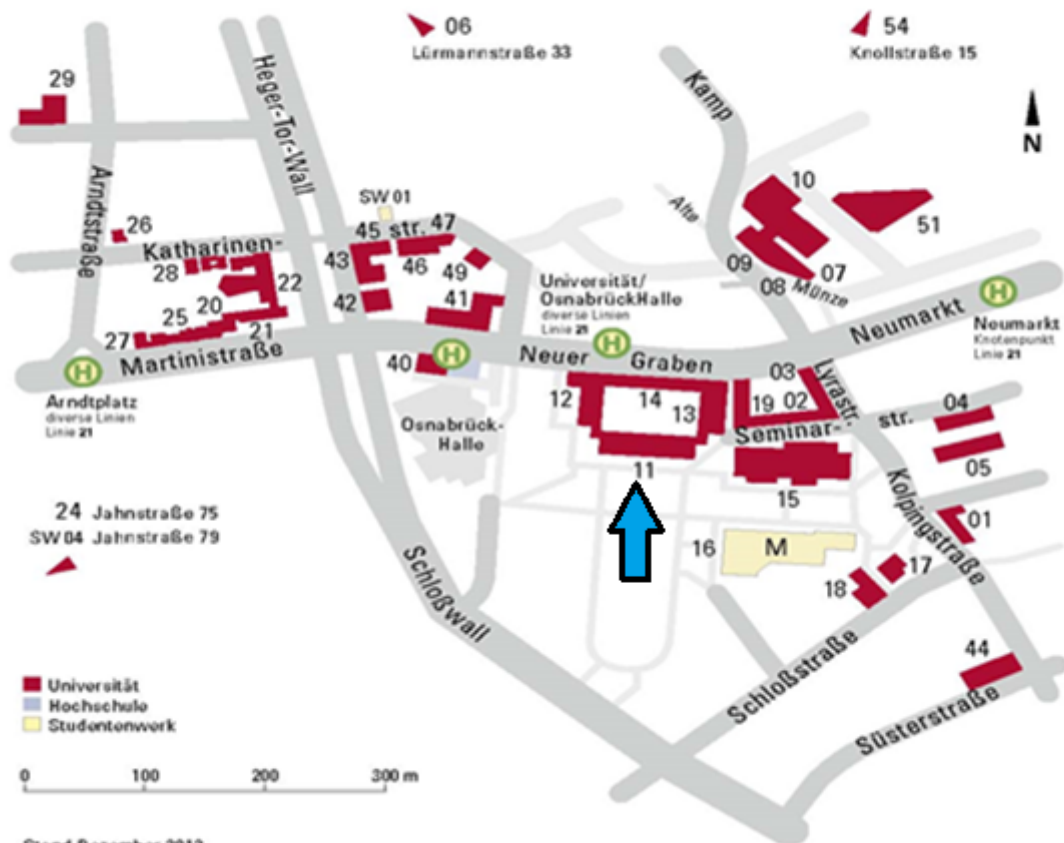 06
Lürmannstraße 33
54
Knollstraße 15
29
Heger-Tor-Wall
Kamp
N
Arndtstraße
26
SW 01
10
51
Alte
Katharinen-
45 str. 47
28
43
46
49
09
07
08
Münze
22
42
41
Universität/
OsnabrückHalle
diverse Linien
Linie 21
H
Neumarkt
Neumarkt
Knotenpunkt
Linie 21
20
25
21
27
Martinistraße
H
H
H
Neuer Graben
40
Arndtplatz
diverse Linien
Linie 21
Osnabrück-
Halle
12
14
13
03
19
02
Lyrastr.
Seminar-
str.
04
05
11
15
24 Jahnstraße 75
SW 04 Jahnstraße 79
16
M
01
17
18
Kolpingstraße
Schloßwall
Schloßstraße
44
Süsterstraße
Universität
Hochschule
Studentenwerk
0 100 200 300 m